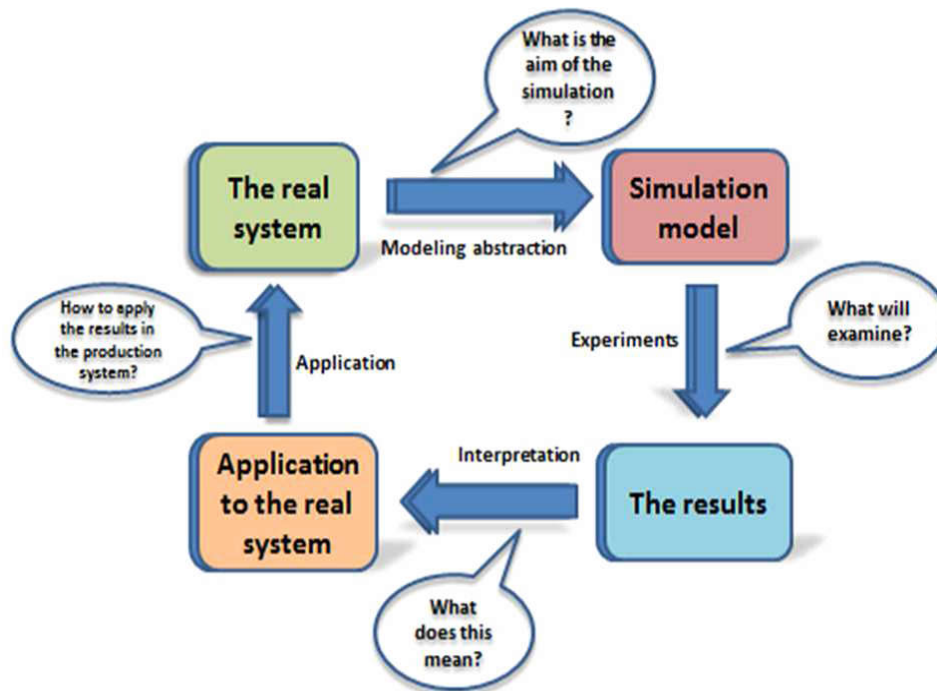 What is the
aim of the
simulation
?
The real
system
Modeling abstraction
Simulation
model
Experiments
What will
examine?
The results
Interpretation
What
does this
mean?
Application
to the real
system
Application
How to apply
the results in
the production
system?